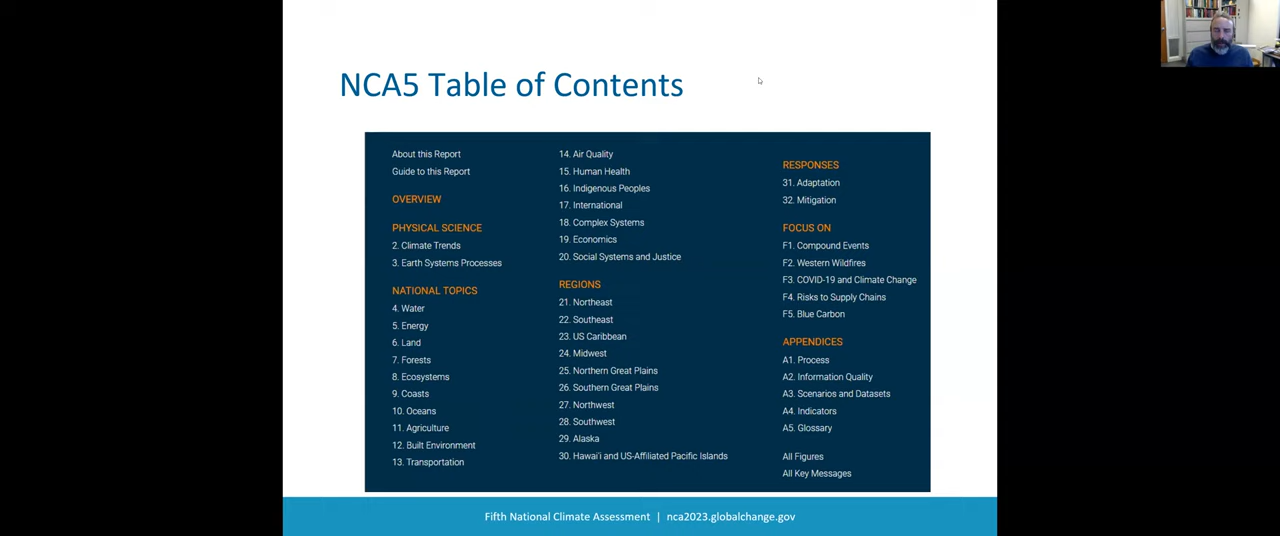 NCA5 Table of Contents
About this Report
Guide to this Report
OVERVIEW
PHYSICAL SCIENCE
2. Climate Trends
3. Earth Systems Processes
NATIONAL TOPICS
4. Water
5. Energy
6. Land
7. Forests
8. Ecosystems
9. Coasts
10. Oceans
11. Agriculture
12. Built Environment
13. Transportation
14. Air Quality
15. Human Health
16. Indigenous Peoples
17. International
18. Complex Systems
19. Economics
20. Social Systems and Justice
REGIONS
21. Northeast
22. Southeast
23. US Caribbean
24. Midwest
25. Northern Great Plains
26. Southern Great Plains
27. Northwest
28. Southwest
29. Alaska
30. Hawai'i and US-Affiliated Pacific Islands
RESPONSES
31. Adaptation
32. Mitigation
FOCUS ON
F1. Compound Events
F2. Western Wildfires
F3. COVID-19 and Climate Change
F4. Risks to Supply Chains
F5. Blue Carbon
APPENDICES
A1. Process
A2. Information Quality
A3. Scenarios and Datasets
A4. Indicators
A5. Glossary
All Figures
All Key Messages
Fifth National Climate Assessment | nca2023.globalchange.gov